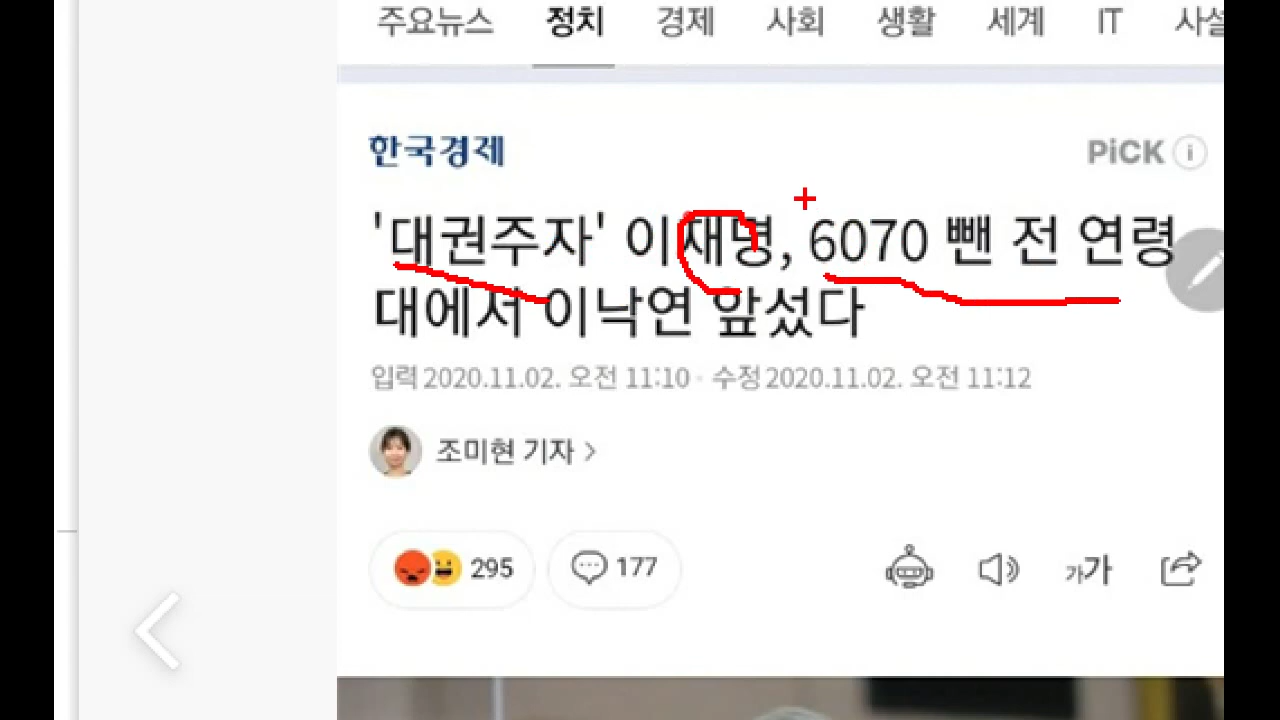 주요뉴스 정치 경제 사회 생활 세계 IT 사설
한국경제 PiCK i
'대권주자' 이재명, 6070 뺀 전 연령
대에서 이낙연 앞섰다
입력 2020.11.02. 오전 11:10 · 수정 2020.11.02. 오전 11:12
조미현 기자 >
295 177 가가